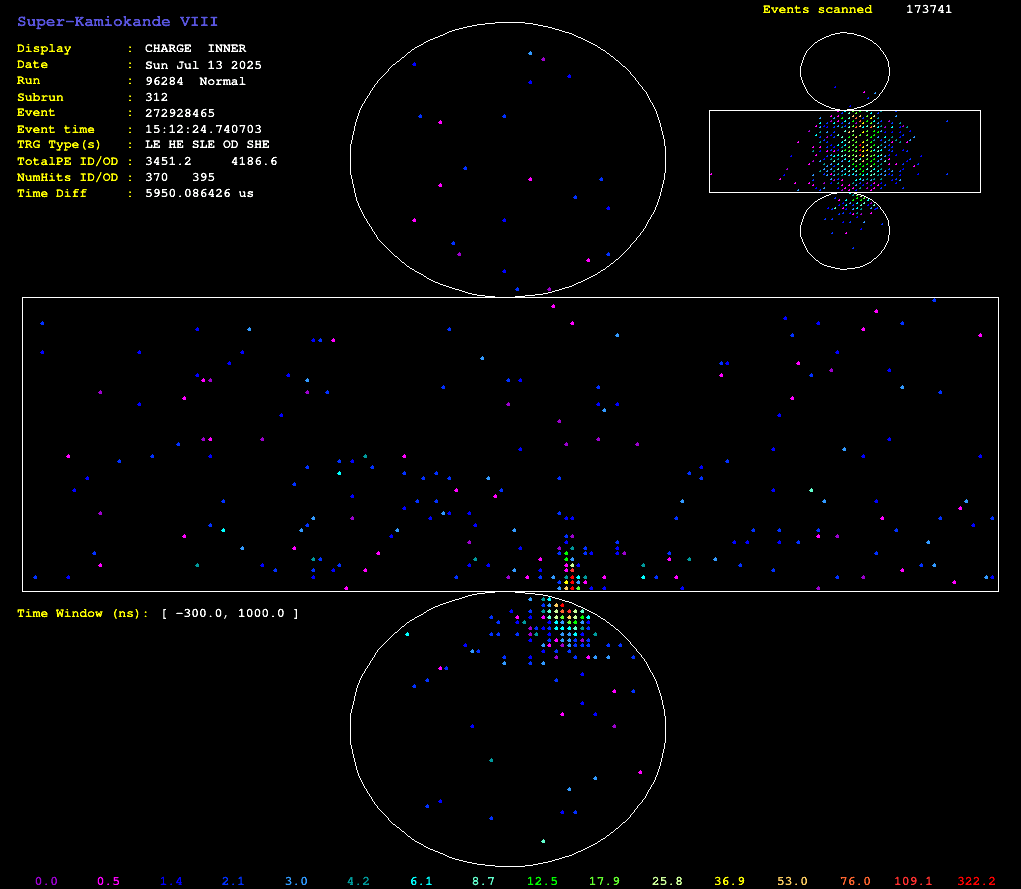 Super-Kamiokande VIII
Events scanned 173741
Display : CHARGE INNER
Date : Sun Jul 13 2025
Run : 96284 Normal
Subrun : 312
Event : 272928465
Event time : 15:12:24.740703
TRG Type(s) : LE HE SLE OD SHE
TotalPE ID/OD : 3451.2 4186.6
NumHits ID/OD : 370 395
Time Diff : 5950.086426 us
Time Window (ns): [ -300.0, 1000.0 ]
0.0 0.5 1.4 2.1 3.0 4.2 6.1 8.7 12.5 17.9 25.8 36.9 53.0 76.0 109.1 322.2